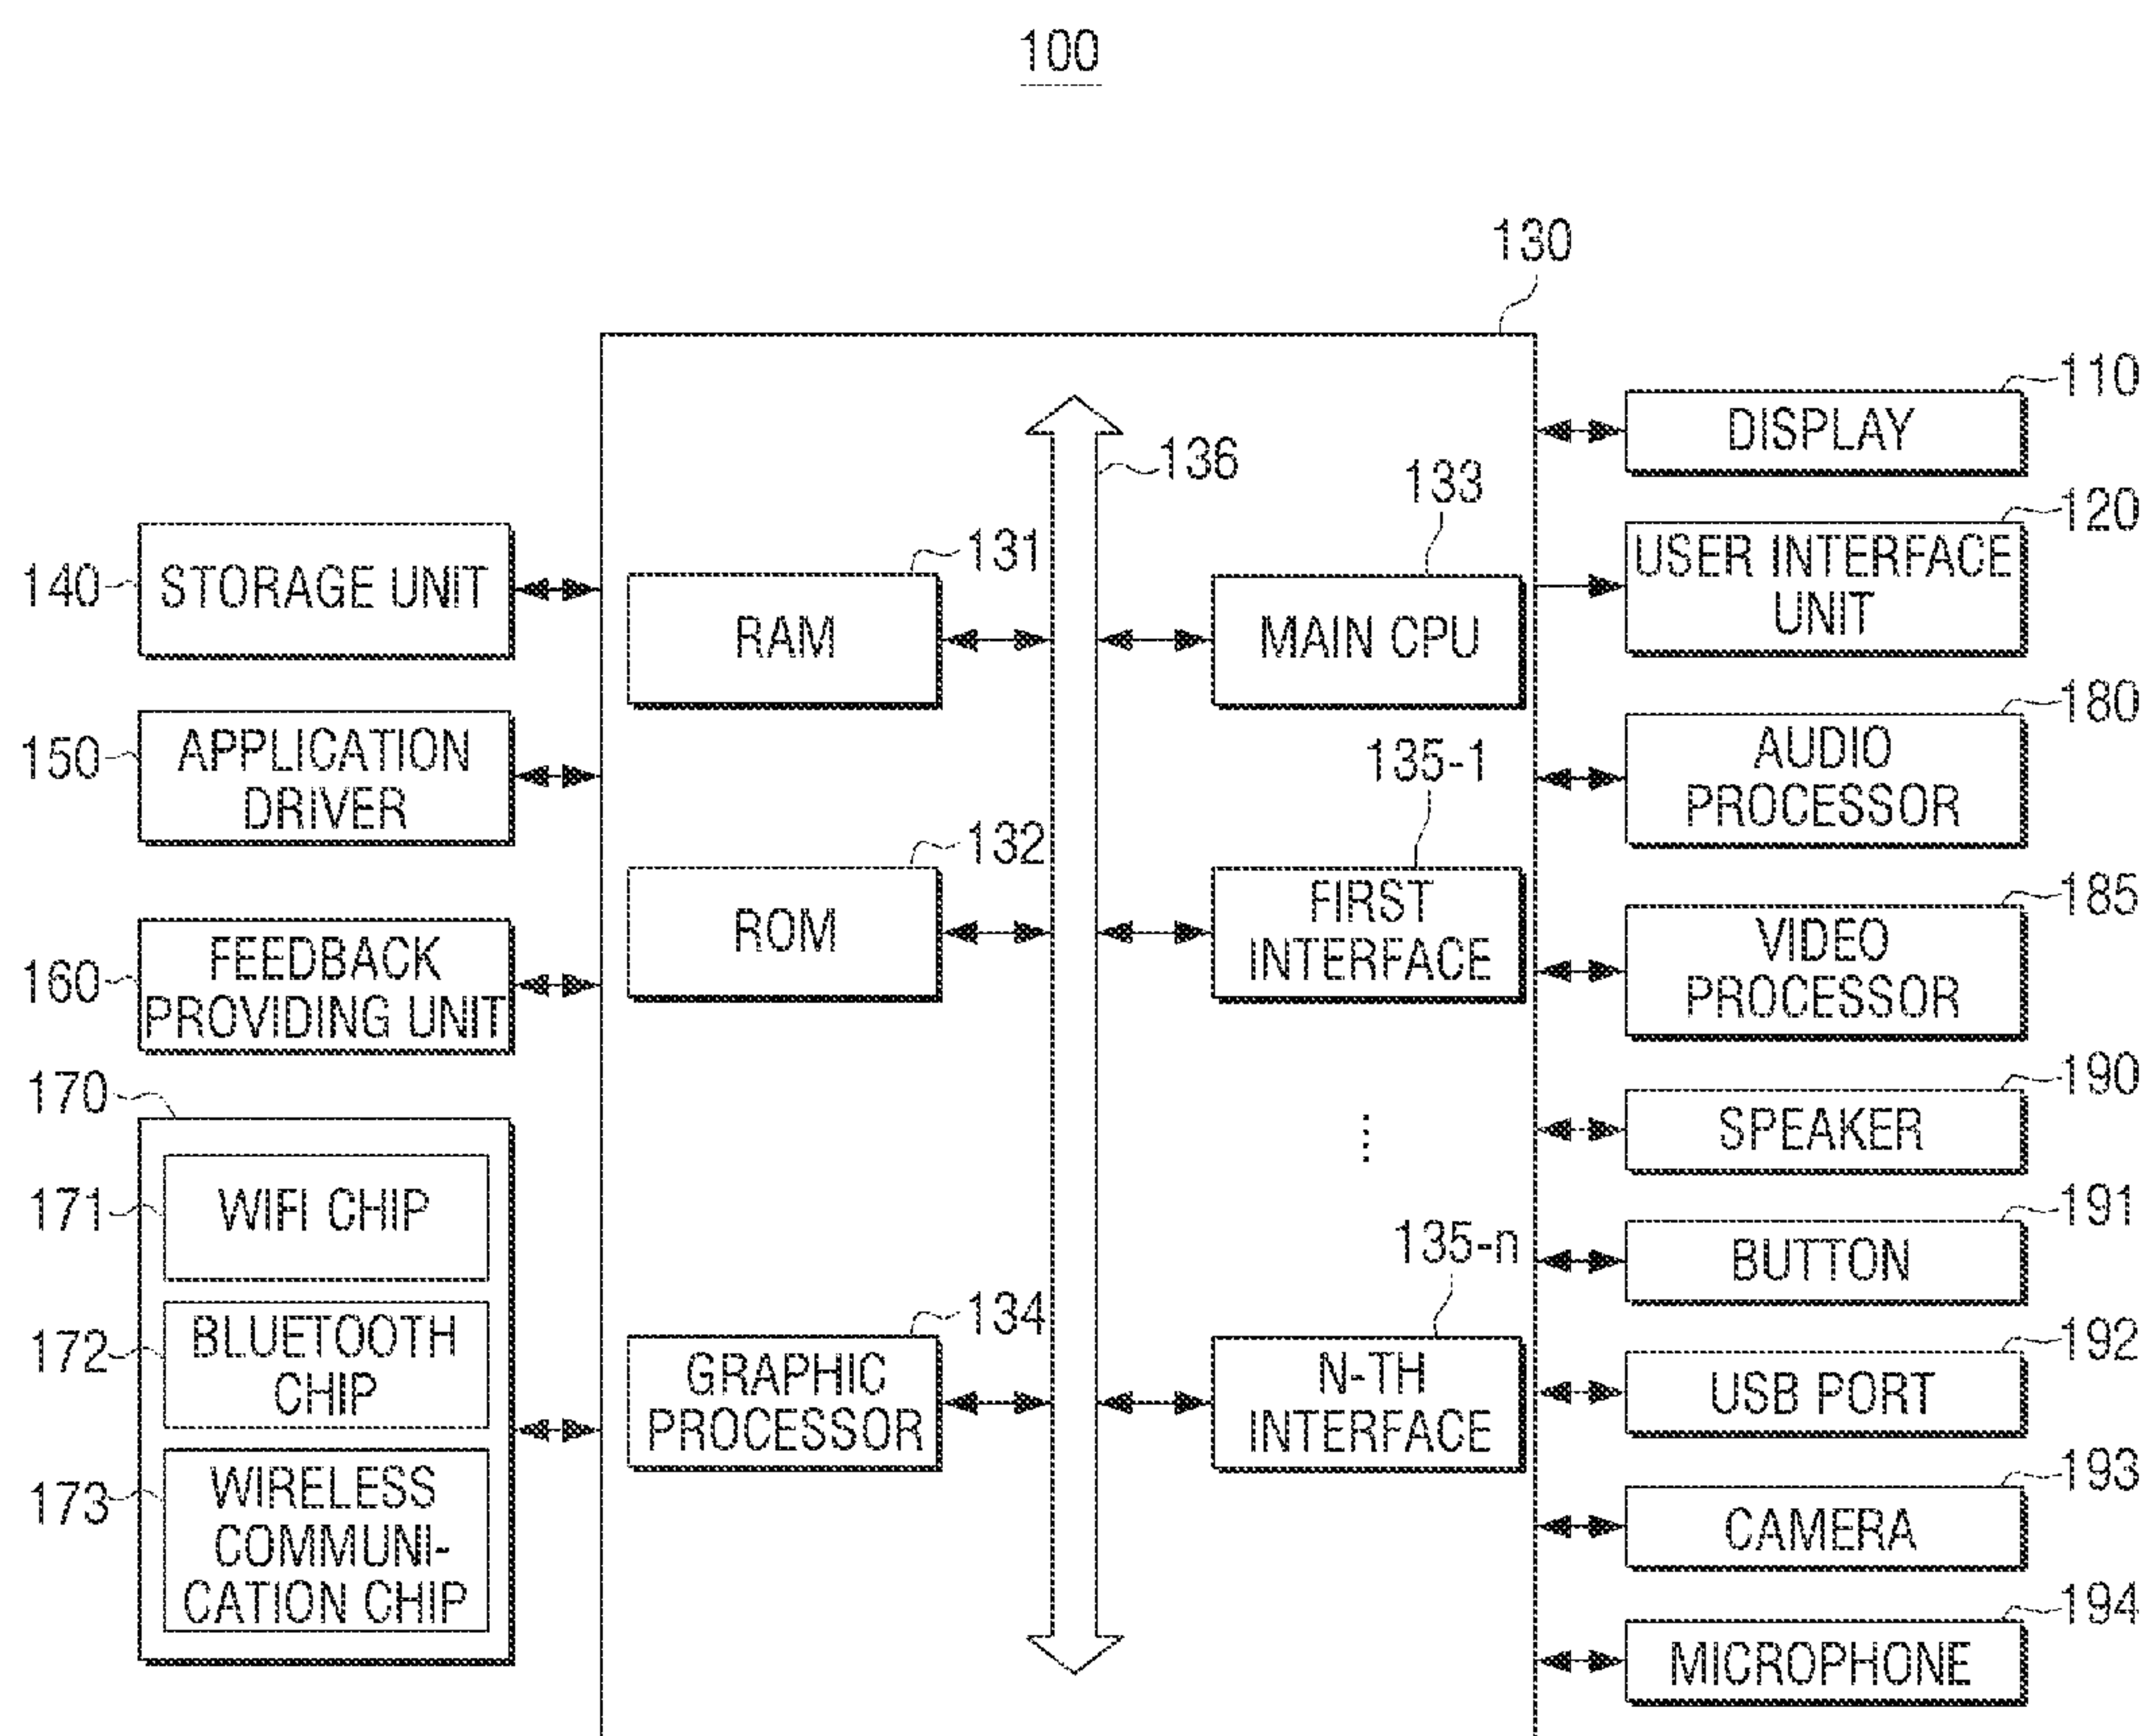 100
130
110
DISPLAY
136
133
120
USER INTERFACE
UNIT
131
140
STORAGE UNIT
RAM
MAIN CPU
180
AUDIO
PROCESSOR
150
APPLICATION
DRIVER
135-1
132
185
VIDEO
PROCESSOR
160
FEEDBACK
PROVIDING UNIT
ROM
FIRST
INTERFACE
170
190
SPEAKER
171
WIFI CHIP
191
BUTTON
135-n
134
172
BLUETOOTH
CHIP
GRAPHIC
PROCESSOR
N-TH
INTERFACE
192
USB PORT
173
WIRELESS
COMMUNI-
CATION CHIP
193
CAMERA
194
MICROPHONE